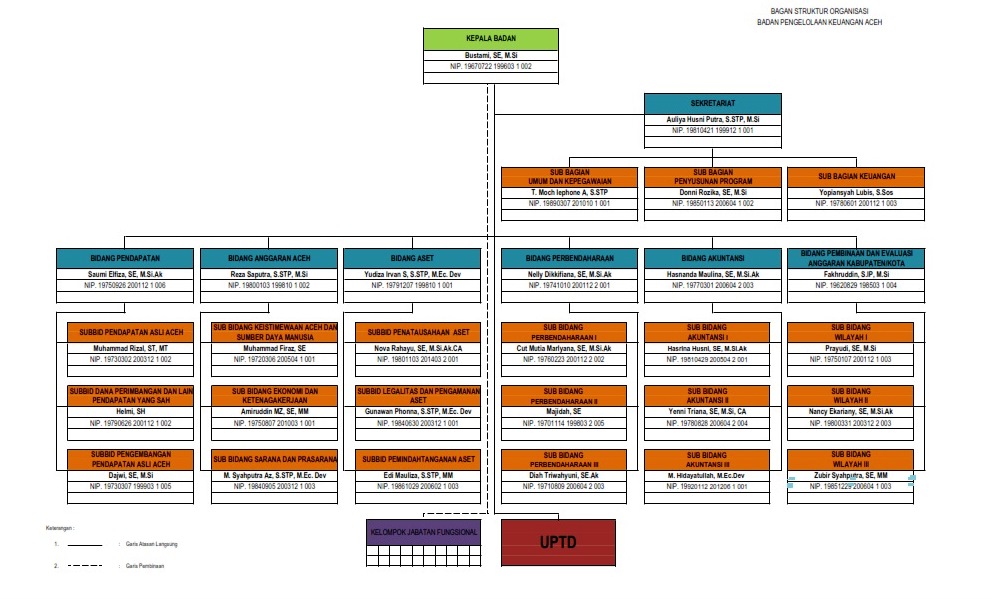 BAGAN STRUKTUR ORGANISASI
BADAN PENGELOLAAN KEUANGAN ACEH
KEPALA BADAN
Bustami, SE, M.Si
NIP. 19670722 199603 1 002
SEKRETARIAT
Auliya Husni Putra, S.STP, M.Si
NIP. 19810421 199912 1 001
SUB BAGIAN
UMUM DAN KEPEGAWAIAN
T. Moch Iephone A, S.STP
NIP. 19890307 201010 1 001
SUB BAGIAN
PENYUSUNAN PROGRAM
Donni Rozika, SE, M.Si
NIP. 19850113 200604 1 002
SUB BAGIAN KEUANGAN
Yopiansyah Lubis, S.Sos
NIP. 19780601 200112 1 003
BIDANG PENDAPATAN
Saumi Elfiza, SE, M.Si.Ak
NIP. 19750926 200112 1 006
BIDANG ANGGARAN ACEH
Reza Saputra, S.STP, M.Si
NIP. 19800103 199810 1 002
BIDANG ASET
Yudiza Irvan S, S.STP, M.Ec. Dev
NIP. 19791207 199810 1 001
BIDANG PERBENDAHARAAN
Nelly Dikkifiana, SE, M.Si.Ak
NIP. 19741010 200112 2 001
BIDANG AKUNTANSI
Hasnanda Maulina, SE, M.Si.Ak
NIP. 19770301 200604 2 003
BIDANG PEMBINAAN DAN EVALUASI
ANGGARAN KABUPATEN/KOTA
Fakhruddin, S.IP, M.Si
NIP. 19620829 198503 1 004
SUBBID PENDAPATAN ASLI ACEH
Muhammad Rizal, ST, MT
NIP. 19730302 200312 1 002
SUB BIDANG KEISTIMEWAAN ACEH DAN
SUMBER DAYA MANUSIA
Muhammad Firaz, SE
NIP. 19720306 200504 1 001
SUBBID PENATAUSAHAAN ASET
Nova Rahayu, SE, M.Si.Ak.CA
NIP. 19801103 201403 2 001
SUB BIDANG
PERBENDAHARAAN I
Cut Mutia Marlyana, SE, M.Si.Ak
NIP. 19760223 200112 2 002
SUB BIDANG
AKUNTANSI I
Hasrina Husni, SE, M.Si.Ak
NIP. 19810429 200504 2 001
SUB BIDANG
WILAYAH I
Prayudi, SE, M.Si
NIP. 19750107 200112 1 003
SUBBID DANA PERIMBANGAN DAN LAIN
PENDAPATAN YANG SAH
Helmi, SH
NIP. 19790626 200112 1 002
SUB BIDANG EKONOMI DAN
KETENAGAKERJAAN
Amiruddin MZ, SE, MM
NIP. 19750807 201003 1 001
SUBBID LEGALITAS DAN PENGAMANAN
ASET
Gunawan Phonna, S.STP, M.Ec. Dev
NIP. 19840630 200312 1 001
SUB BIDANG
PERBENDAHARAAN II
Majidah, SE
NIP. 19701114 199803 2 005
SUB BIDANG
AKUNTANSI II
Yenni Triana, SE, M.Si, CA
NIP. 19780828 200604 2 004
SUB BIDANG
WILAYAH II
Nancy Ekariany, SE, M.Si.Ak
NIP. 19800331 200312 2 003
SUBBID PENGEMBANGAN
PENDAPATAN ASLI ACEH
Dajwi, SE, M.Si
NIP. 19730307 199903 1 005
SUB BIDANG SARANA DAN PRASARANA
M. Syahputra Az, S.STP, M.Ec.Dev
NIP. 19840905 200312 1 003
SUBBID PEMINDAHTANGANAN ASET
Edi Mauliza, S.STP, MM
NIP. 19861029 200602 1 003
SUB BIDANG
PERBENDAHARAAN III
Diah Triwahyuni, SE, M.Si.Ak
NIP. 19710809 200604 2 003
SUB BIDANG
AKUNTANSI III
M. Hidayatullah, M.Ec.Dev
NIP. 19920112 201206 1 001
SUB BIDANG
WILAYAH III
Zubir Syahputra, SE, MM
NIP. 19851229 200604 1 003
KELOMPOK JABATAN FUNGSIONAL
UPTD
Keterangan :
1. : Garis Atasan Langsung
2. : Garis Pembinaan